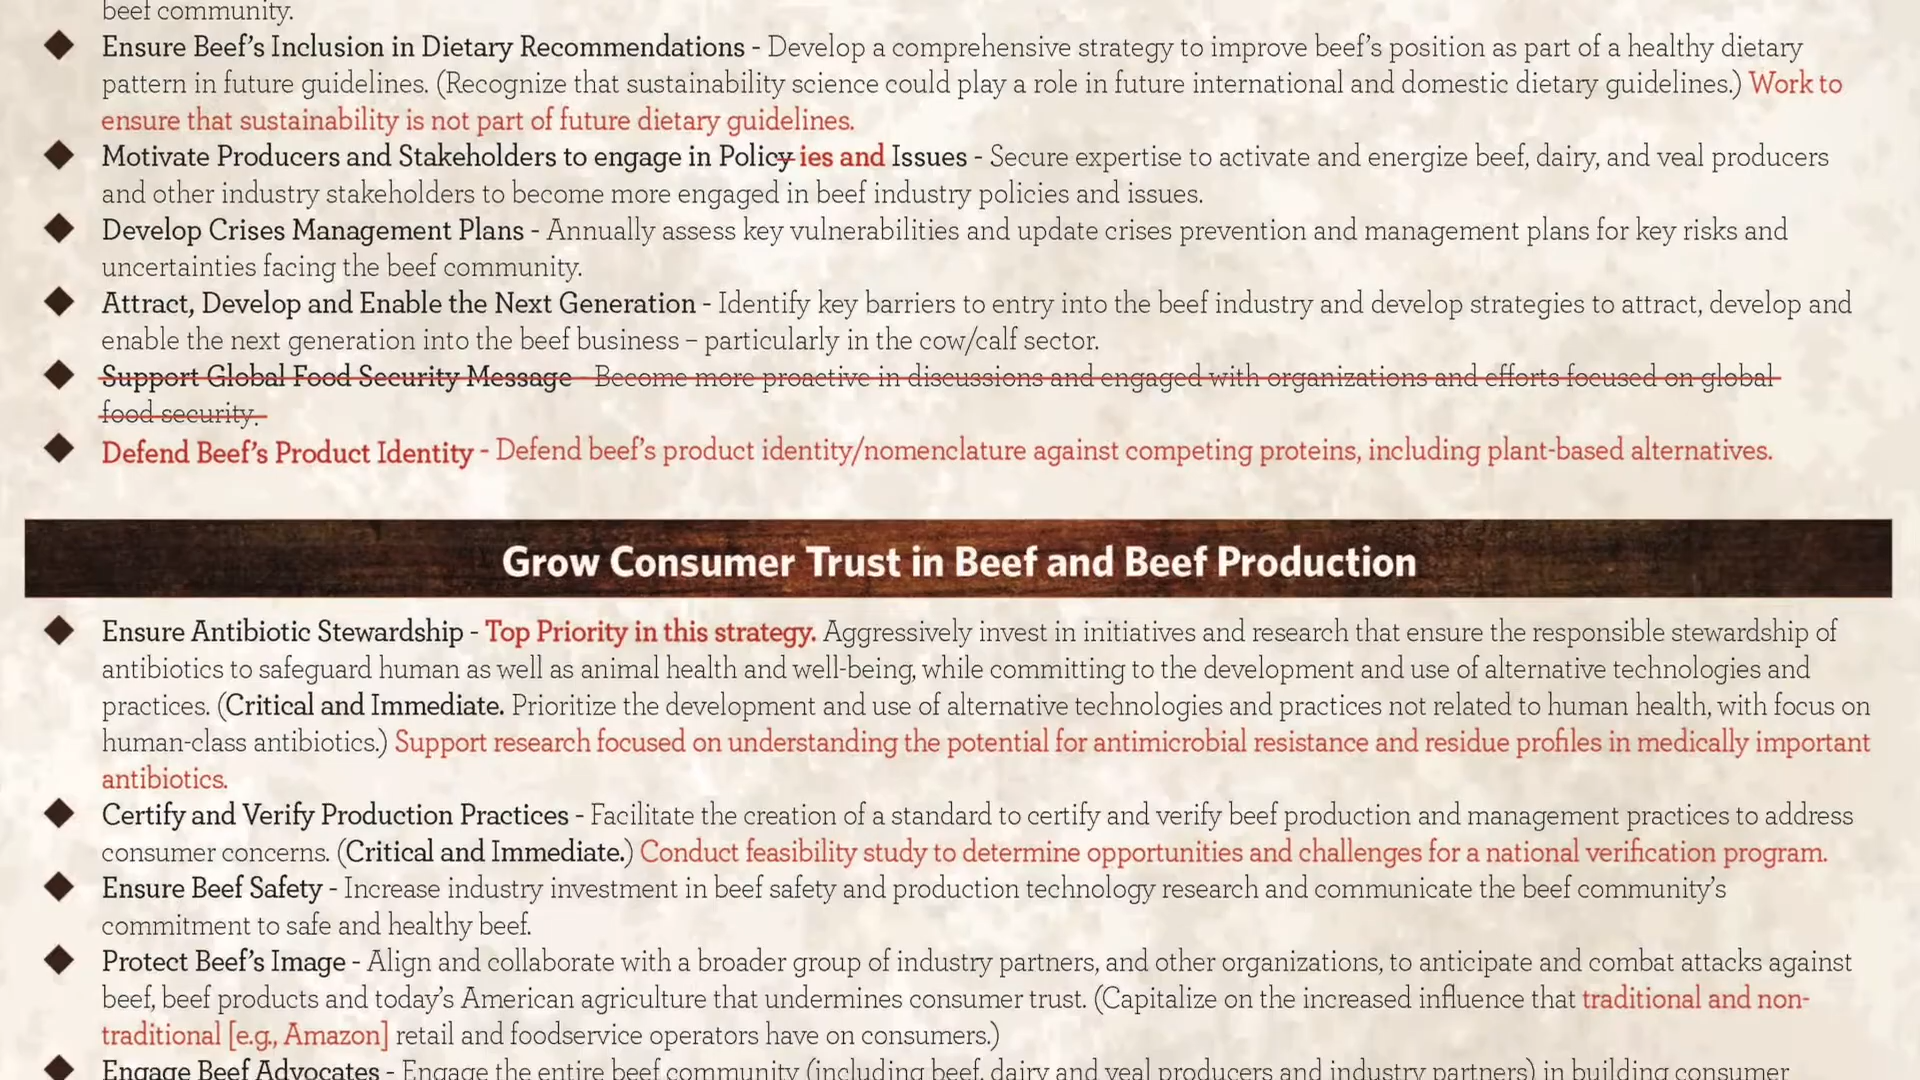 beef community.
◆ Ensure Beef's Inclusion in Dietary Recommendations - Develop a comprehensive strategy to improve beef's position as part of a healthy dietary
pattern in future guidelines. (Recognize that sustainability science could play a role in future international and domestic dietary guidelines.) Work to
ensure that sustainability is not part of future dietary guidelines.
◆ Motivate Producers and Stakeholders to engage in Policy ies and Issues - Secure expertise to activate and energize beef, dairy, and veal producers
and other industry stakeholders to become more engaged in beef industry policies and issues.
◆ Develop Crises Management Plans - Annually assess key vulnerabilities and update crises prevention and management plans for key risks and
uncertainties facing the beef community.
◆ Attract, Develop and Enable the Next Generation - Identify key barriers to entry into the beef industry and develop strategies to attract, develop and
enable the next generation into the beef business – particularly in the cow/calf sector.
◆ Support Global Food Security Message - Become more proactive in discussions and engaged with organizations and efforts focused on global
food security.
◆ Defend Beef's Product Identity - Defend beef's product identity/nomenclature against competing proteins, including plant-based alternatives.
Grow Consumer Trust in Beef and Beef Production
◆ Ensure Antibiotic Stewardship - Top Priority in this strategy. Aggressively invest in initiatives and research that ensure the responsible stewardship of
antibiotics to safeguard human as well as animal health and well-being, while committing to the development and use of alternative technologies and
practices. (Critical and Immediate. Prioritize the development and use of alternative technologies and practices not related to human health, with focus on
human-class antibiotics.) Support research focused on understanding the potential for antimicrobial resistance and residue profiles in medically important
antibiotics.
◆ Certify and Verify Production Practices - Facilitate the creation of a standard to certify and verify beef production and management practices to address
consumer concerns. (Critical and Immediate.) Conduct feasibility study to determine opportunities and challenges for a national verification program.
◆ Ensure Beef Safety - Increase industry investment in beef safety and production technology research and communicate the beef community's
commitment to safe and healthy beef.
◆ Protect Beef's Image - Align and collaborate with a broader group of industry partners, and other organizations, to anticipate and combat attacks against
beef, beef products and today's American agriculture that undermines consumer trust. (Capitalize on the increased influence that traditional and non-
traditional [e.g., Amazon] retail and foodservice operators have on consumers.)
◆ Engage Beef Advocates - Engage the entire beef community (including beef, dairy and veal producers and industry partners) in building consumer